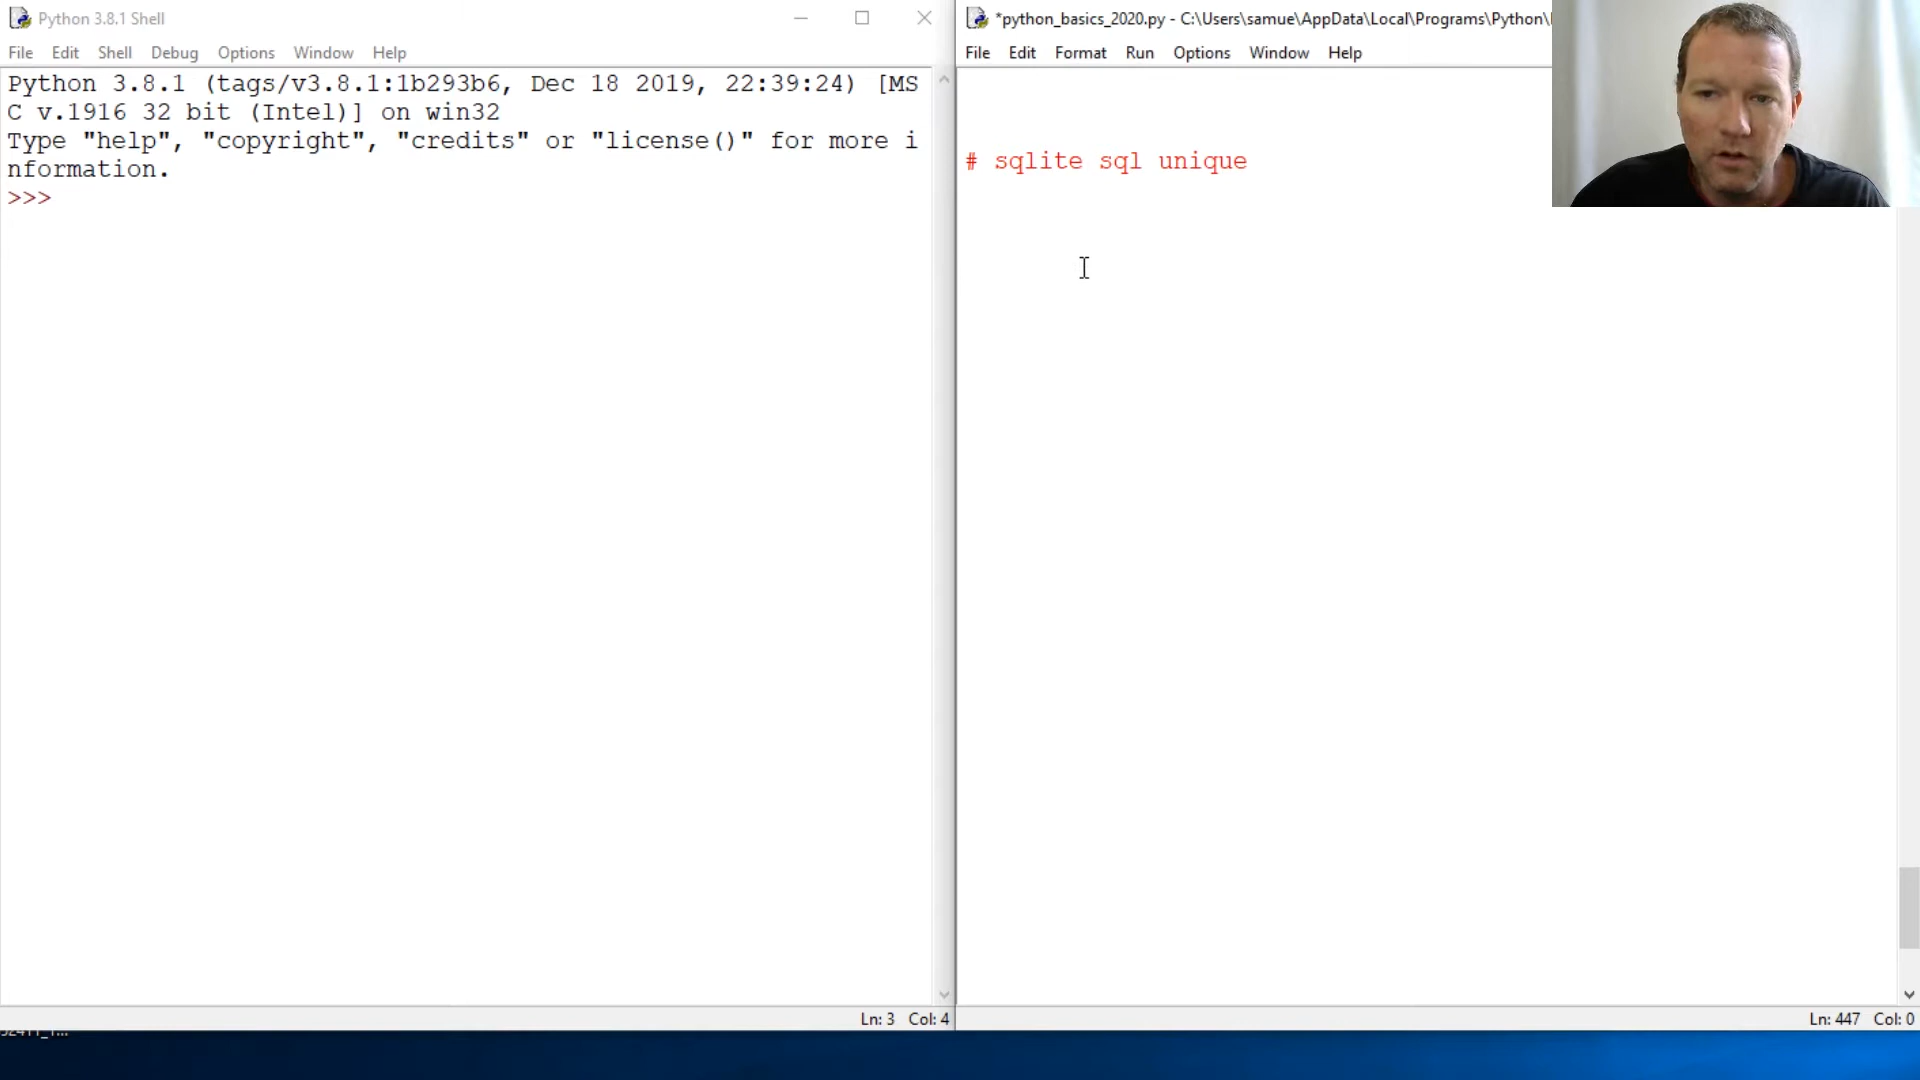 Python 3.8.1 Shell
File Edit Shell Debug Options Window Help
Python 3.8.1 (tags/v3.8.1:1b293b6, Dec 18 2019, 22:39:24) [MS
C v.1916 32 bit (Intel)] on win32
Type "help", "copyright", "credits" or "license()" for more i
nformation.
>>>
Ln: 3 Col: 4
*python_basics_2020.py - C:\Users\samue\AppData\Local\Programs\Python\
File Edit Format Run Options Window Help
# sqlite sql unique
Ln: 447 Col: 0